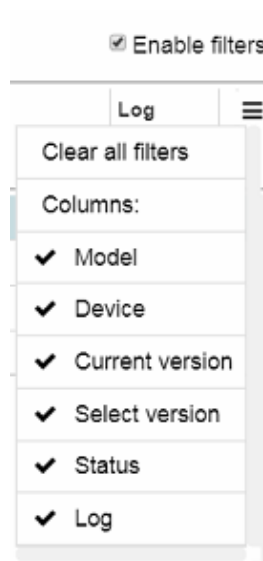 Enable filters
Log
Clear all filters
Columns:
Model
Device
Current version
Select version
Status
Log